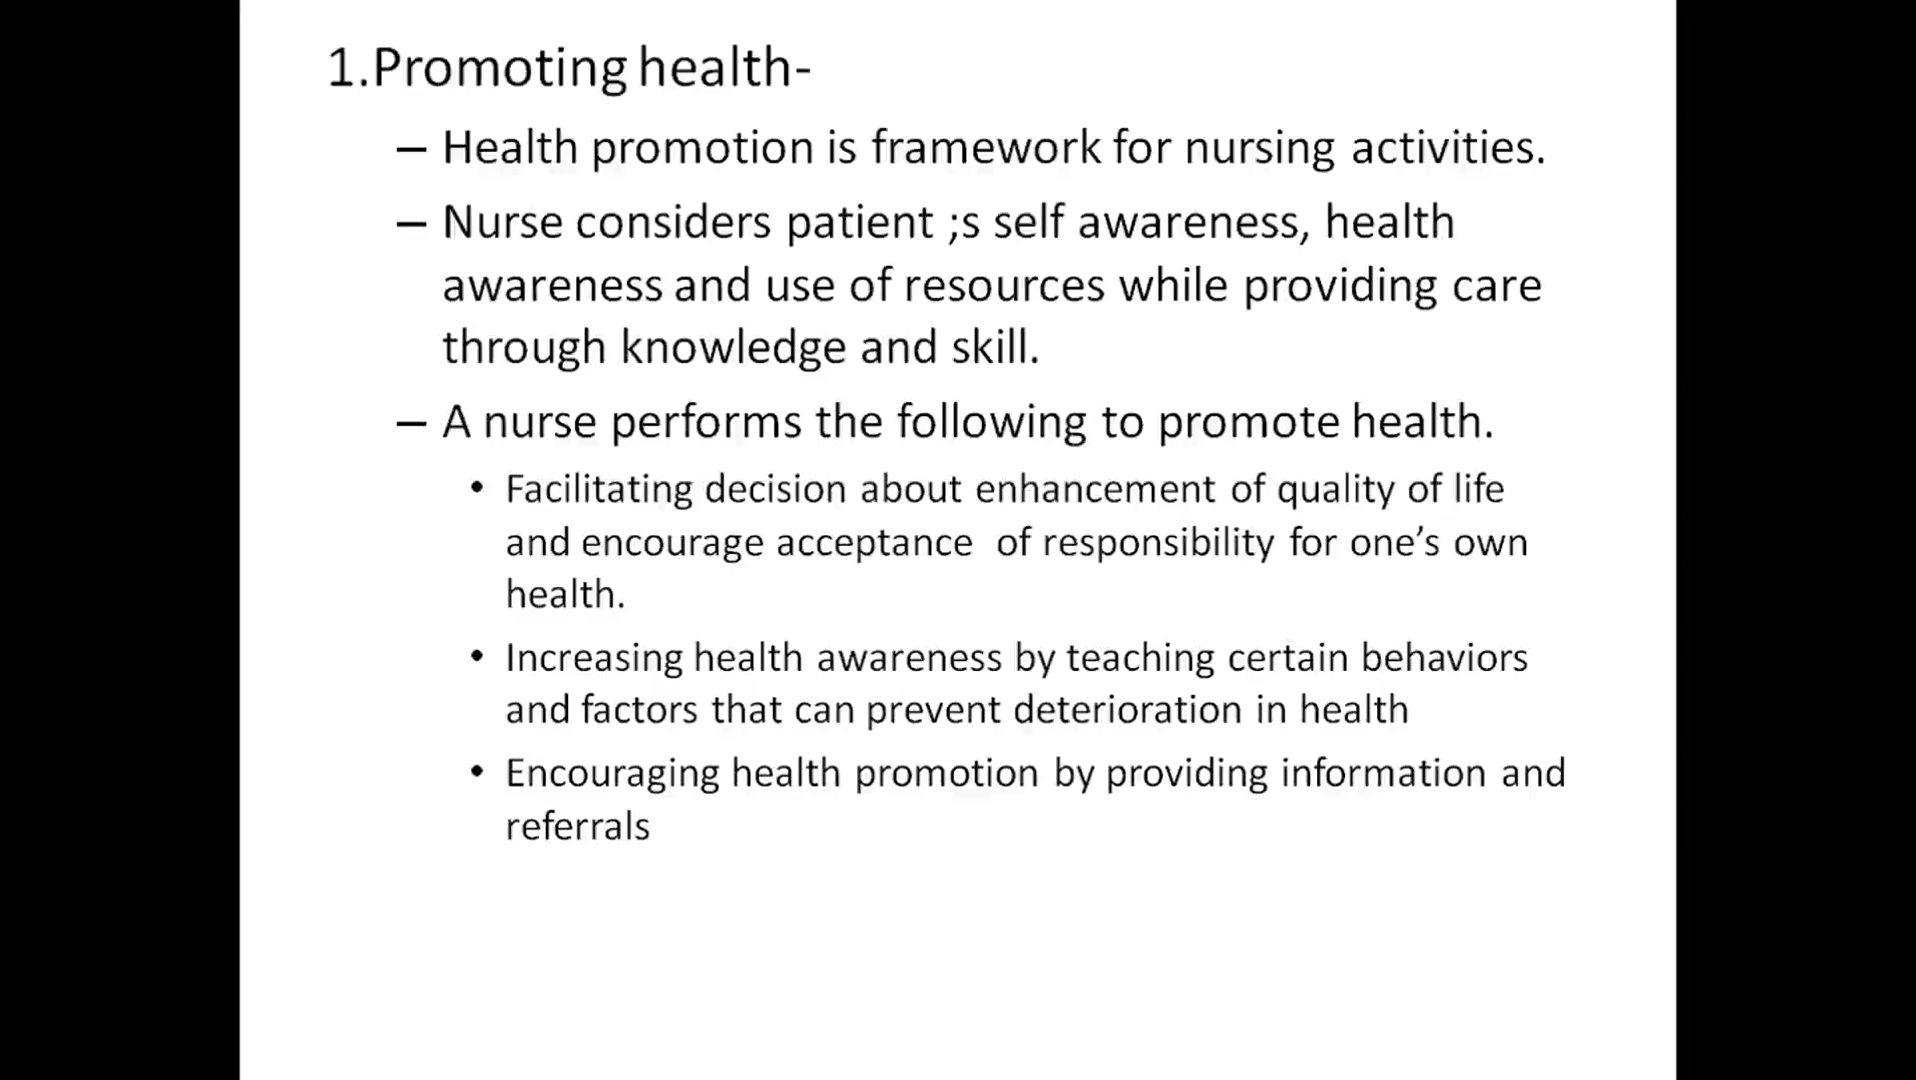 1.Promoting health-
– Health promotion is framework for nursing activities.
– Nurse considers patient ;s self awareness, health
awareness and use of resources while providing care
through knowledge and skill.
– A nurse performs the following to promote health.
• Facilitating decision about enhancement of quality of life
and encourage acceptance  of responsibility for one’s own
health.
• Increasing health awareness by teaching certain behaviors
and factors that can prevent deterioration in health
• Encouraging health promotion by providing information and
referrals